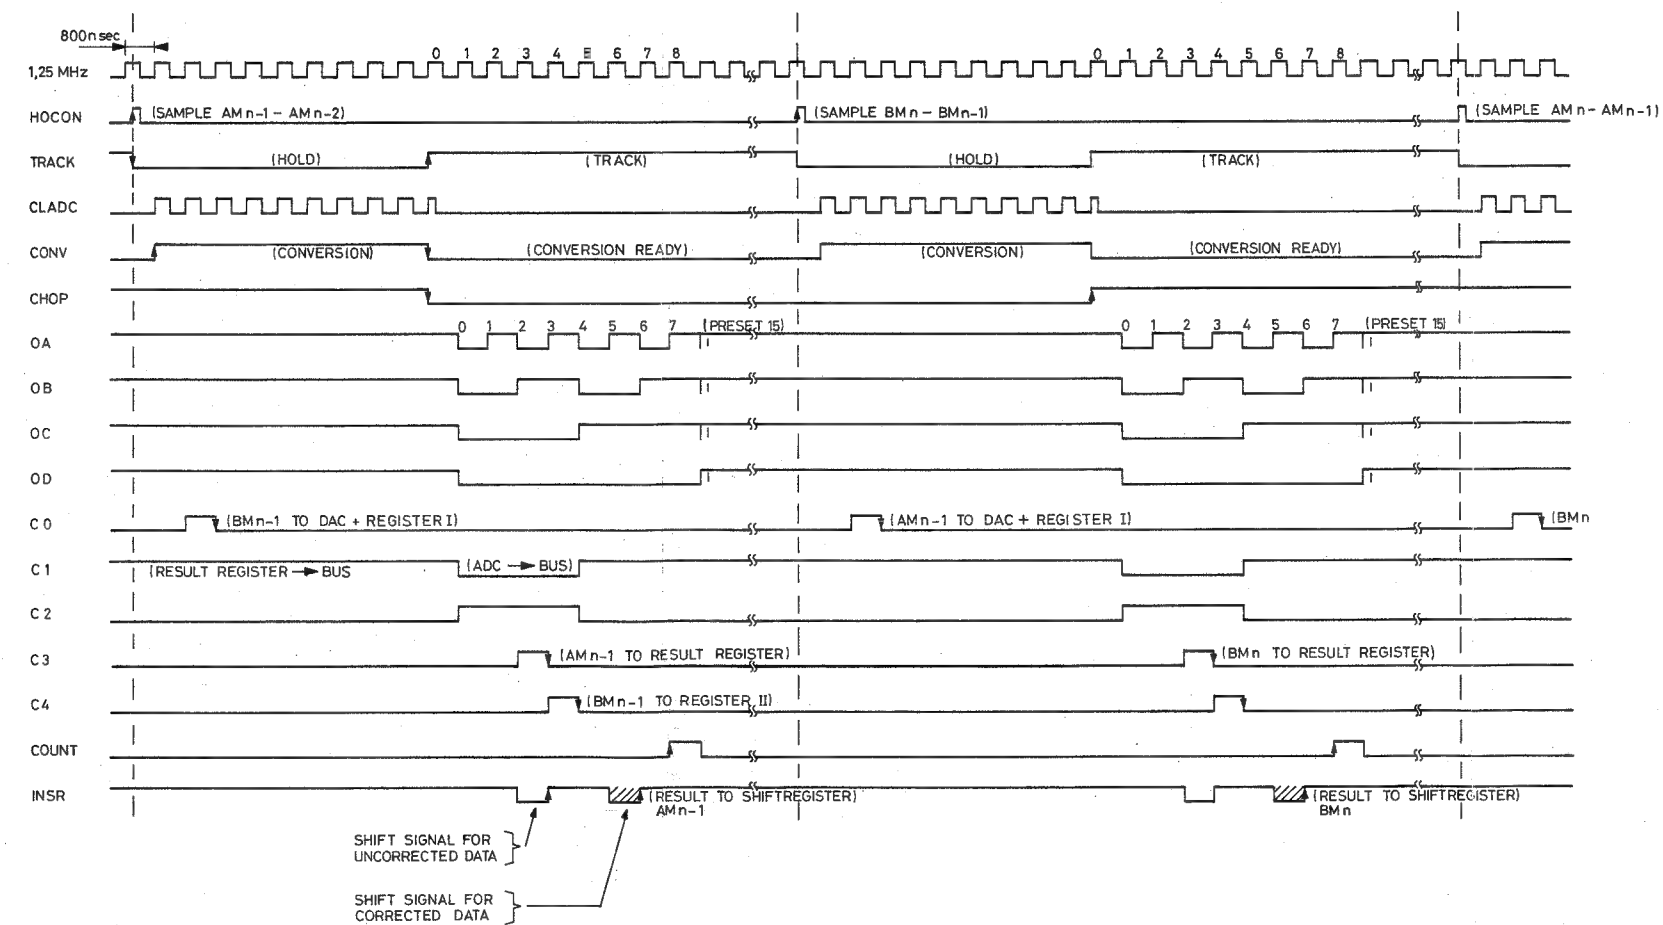 800n sec
0 1 2 3 4 5 6 7 8 0 1 2 3 4 5 6 7 8
1,25 MHz
HOCON (SAMPLE AMn-1 - AMn-2) (SAMPLE BMn - BMn-1) (SAMPLE AMn - AMn-1)
TRACK (HOLD) (TRACK) (HOLD) (TRACK)
CLADC
CONV (CONVERSION) (CONVERSION READY) (CONVERSION) (CONVERSION READY)
CHOP
0 1 2 3 4 5 6 7 (PRESET 15) 0 1 2 3 4 5 6 7 (PRESET 15)
OA
OB
OC
OD
C0 (BMn-1 TO DAC + REGISTER I) (AMn-1 TO DAC + REGISTER I) (BMn
C1 (RESULT REGISTER → BUS (ADC → BUS)
C2
C3 (AMn-1 TO RESULT REGISTER) (BMn TO RESULT REGISTER)
C4 (BMn-1 TO REGISTER II)
COUNT
INSR (RESULT TO SHIFTREGISTER) (RESULT TO SHIFTREGISTER)
AMn-1 BMn
SHIFT SIGNAL FOR
UNCORRECTED DATA
SHIFT SIGNAL FOR
CORRECTED DATA